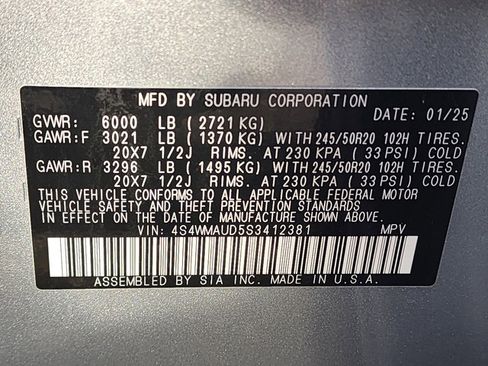 MFD BY SUBARU CORPORATION
DATE: 01/25
GVWR: 6000 LB (2721 KG)
GAWR:F 3021 LB (1370 KG) WITH 245/50R20 102H TIRES.
20X7 1/2J RIMS. AT 230 KPA (33 PSI) COLD
GAWR:R 3296 LB (1495 KG) WITH 245/50R20 102H TIRES.
20X7 1/2J RIMS. AT 230 KPA (33 PSI) COLD
THIS VEHICLE CONFORMS TO ALL APPLICABLE FEDERAL MOTOR
VEHICLE SAFETY AND THEFT PREVENTION STANDARDS
IN EFFECT ON THE DATE OF MANUFACTURE SHOWN ABOVE.
VIN: 4S4WMAUD5S3412381 MPV
ASSEMBLED BY SIA INC. MADE IN U.S.A.